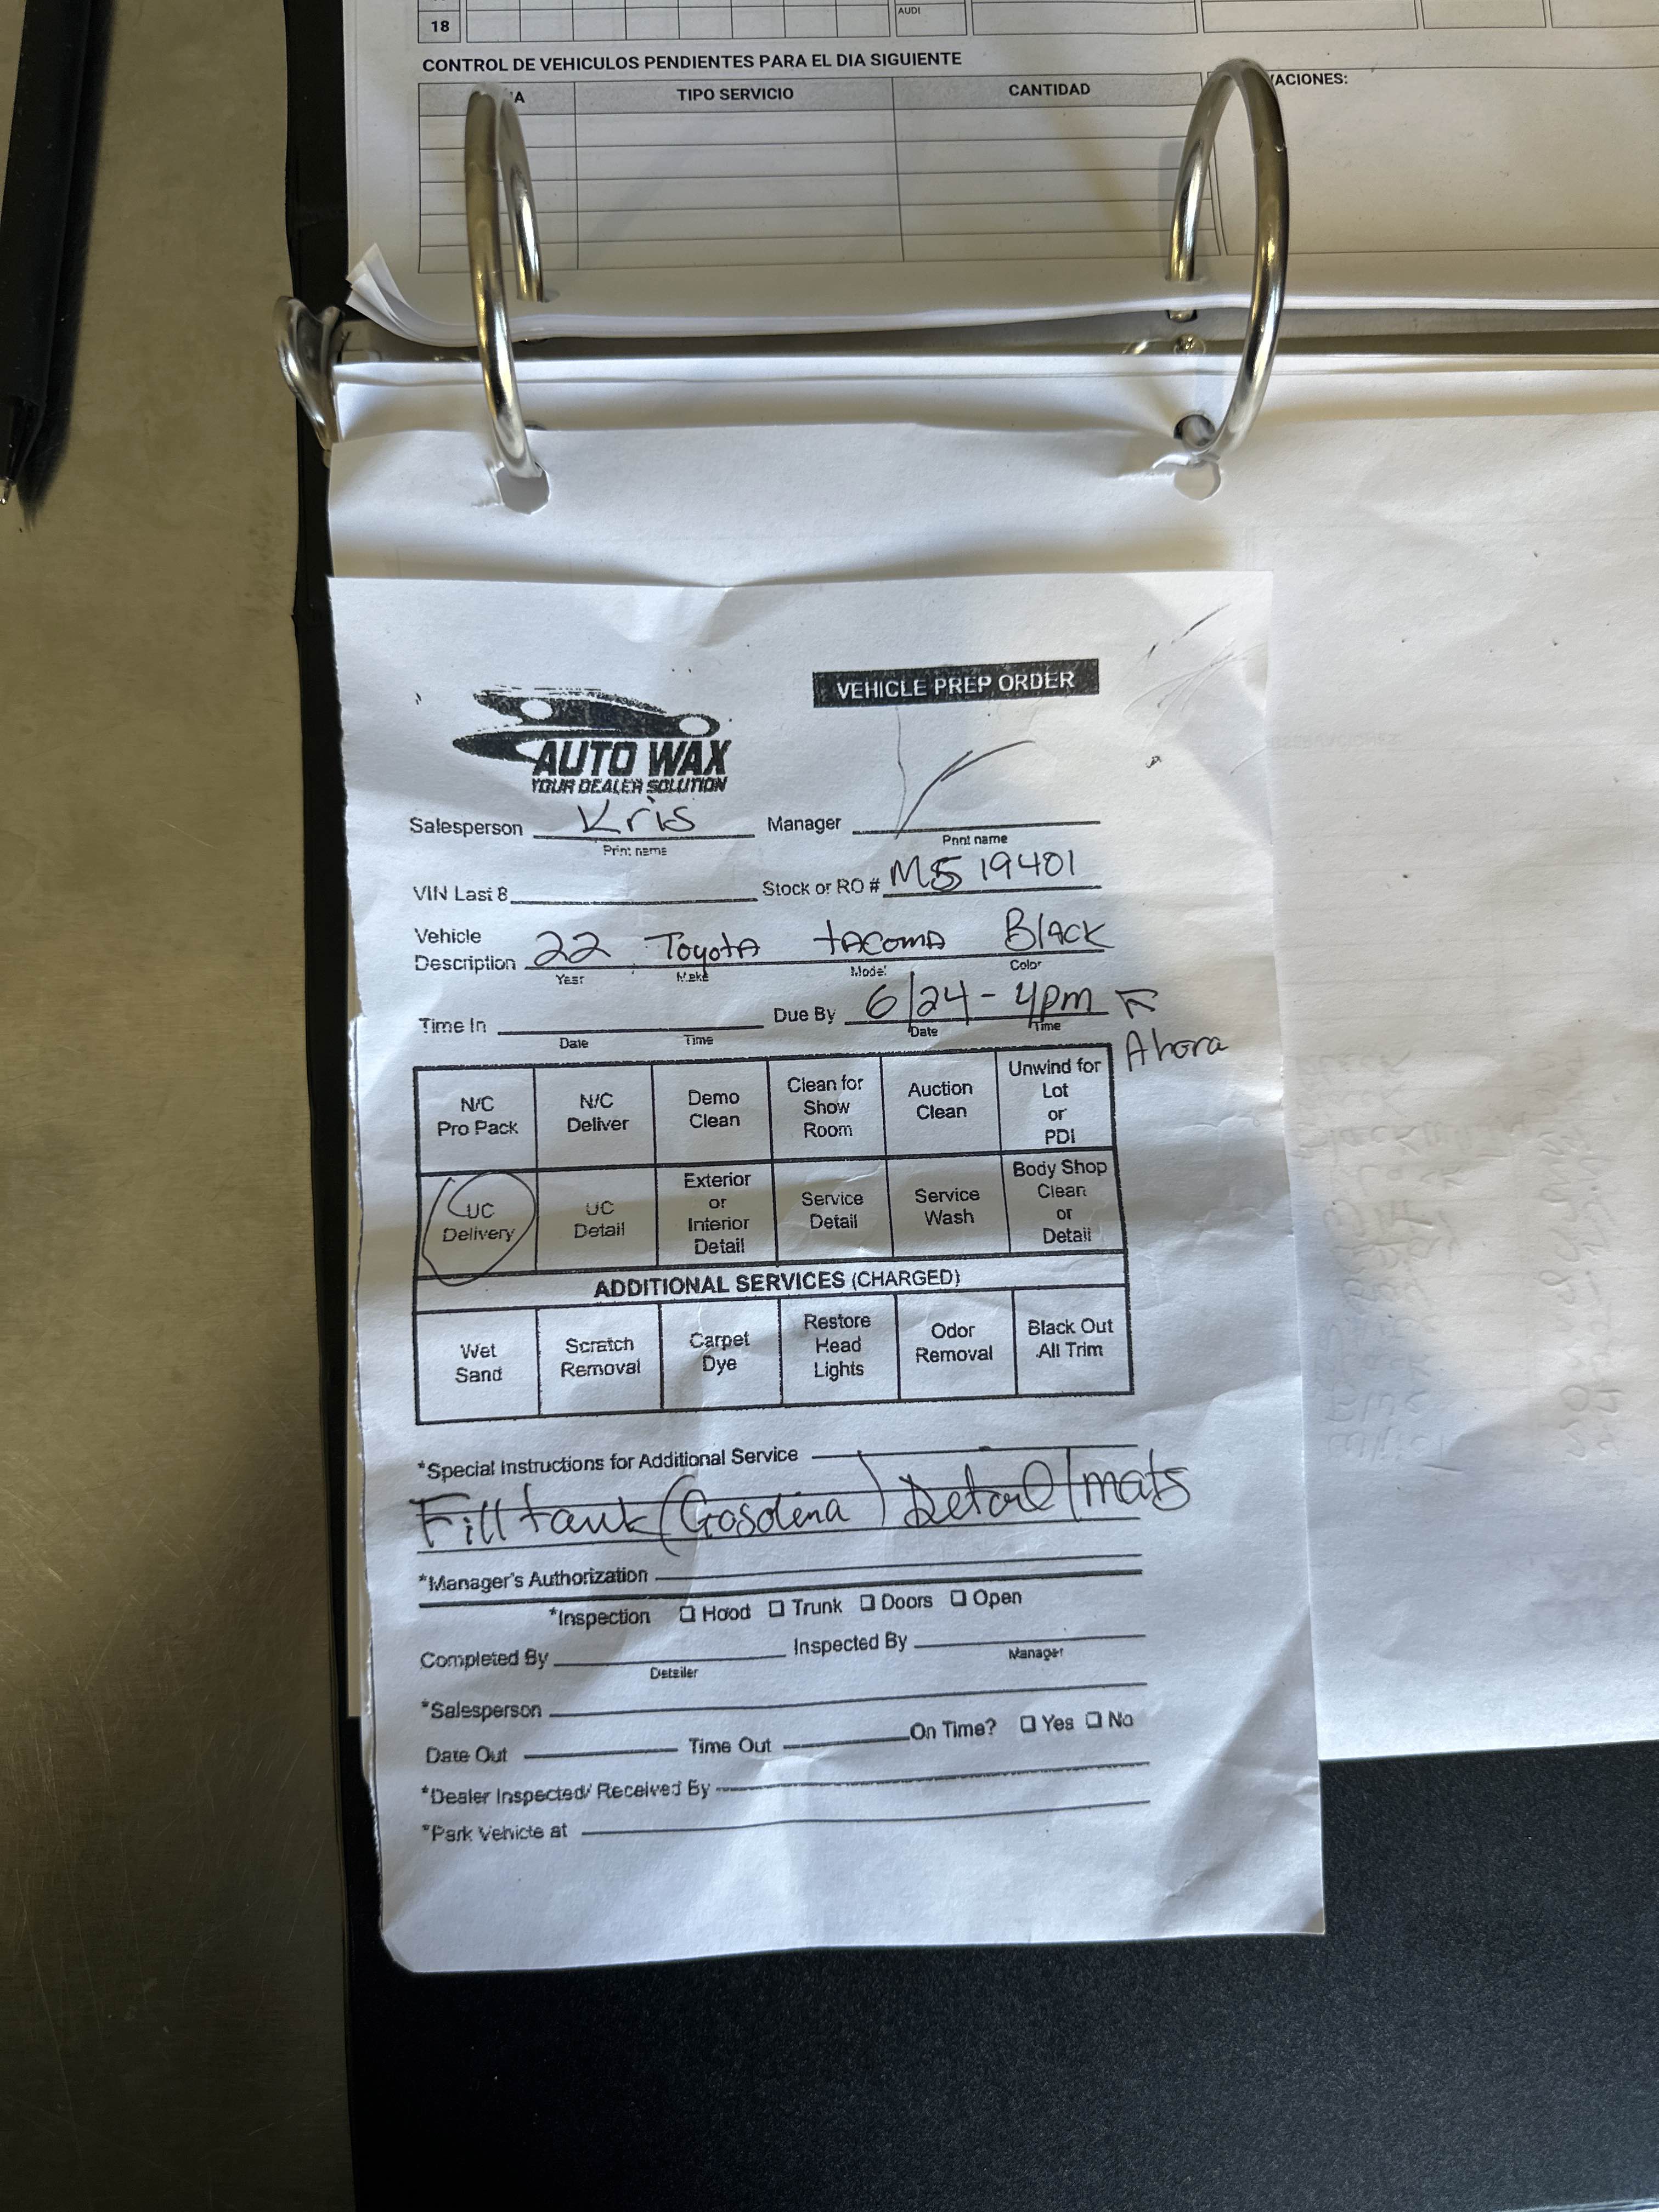 18 AUDI
CONTROL DE VEHICULOS PENDIENTES PARA EL DIA SIGUIENTE
TIPO SERVICIO CANTIDAD
VACIONES:
VEHICLE PREP ORDER
AUTO WAX
YOUR DEALER SOLUTION
Salesperson Kris Manager
Print name Print name
VIN Last 8 Stock or RO # M5 19401
Vehicle Description 22 Toyota tacoma Black
Year Make Model Color
Time In Due By 6/24 - 4pm
Date Time Date Time
Ahora
N/C Pro Pack N/C Deliver Demo Clean Clean for Show Room Auction Clean Unwind for Lot or PDI
UC Delivery UC Detail Exterior or Interior Detail Service Detail Service Wash Body Shop Clean or Detail
ADDITIONAL SERVICES (CHARGED)
Wet Sand Scratch Removal Carpet Dye Restore Head Lights Odor Removal Black Out All Trim
*Special Instructions for Additional Service
Fill tank (Gasolina) Detail/mats
*Manager's Authorization
*Inspection Hood Trunk Doors Open
Completed By Inspected By
Detailer Manager
*Salesperson
Date Out Time Out On Time? Yes No
*Dealer Inspected/ Received By
*Park Vehicle at